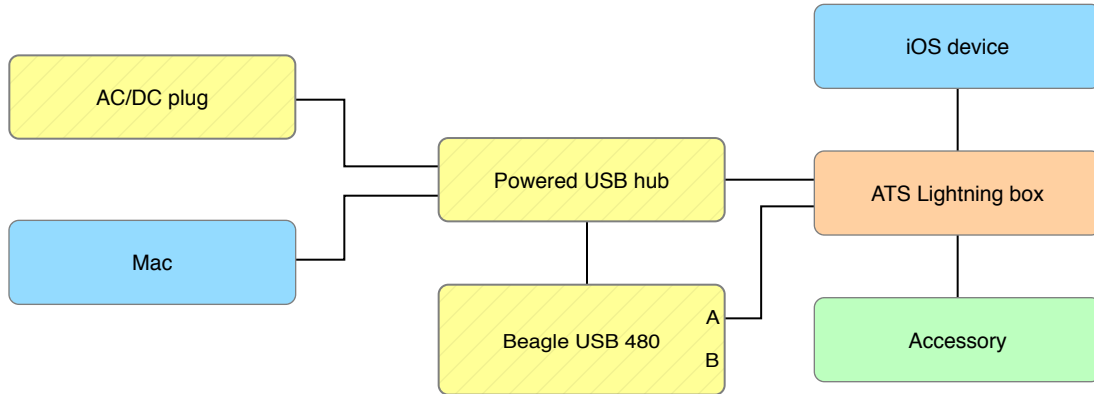 iOS device
AC/DC plug
Powered USB hub
ATS Lightning box
Mac
A
Beagle USB 480
B
Accessory